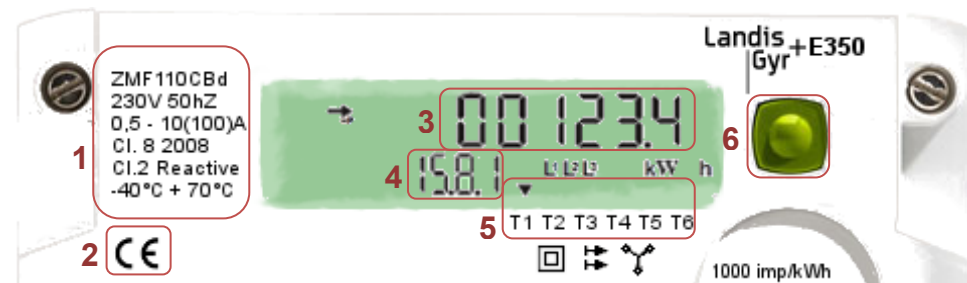 Landis
Gyr +E350
ZMF110CBd
230V 50hZ
0,5 - 10(100)A
Cl. 8 2008
Cl.2 Reactive
-40°C + 70°C
1
2
CE
3
00123.4
4
15.8.1
L1 L2 L3
kW h
5
T1 T2 T3 T4 T5 T6
6
1000 imp/kWh